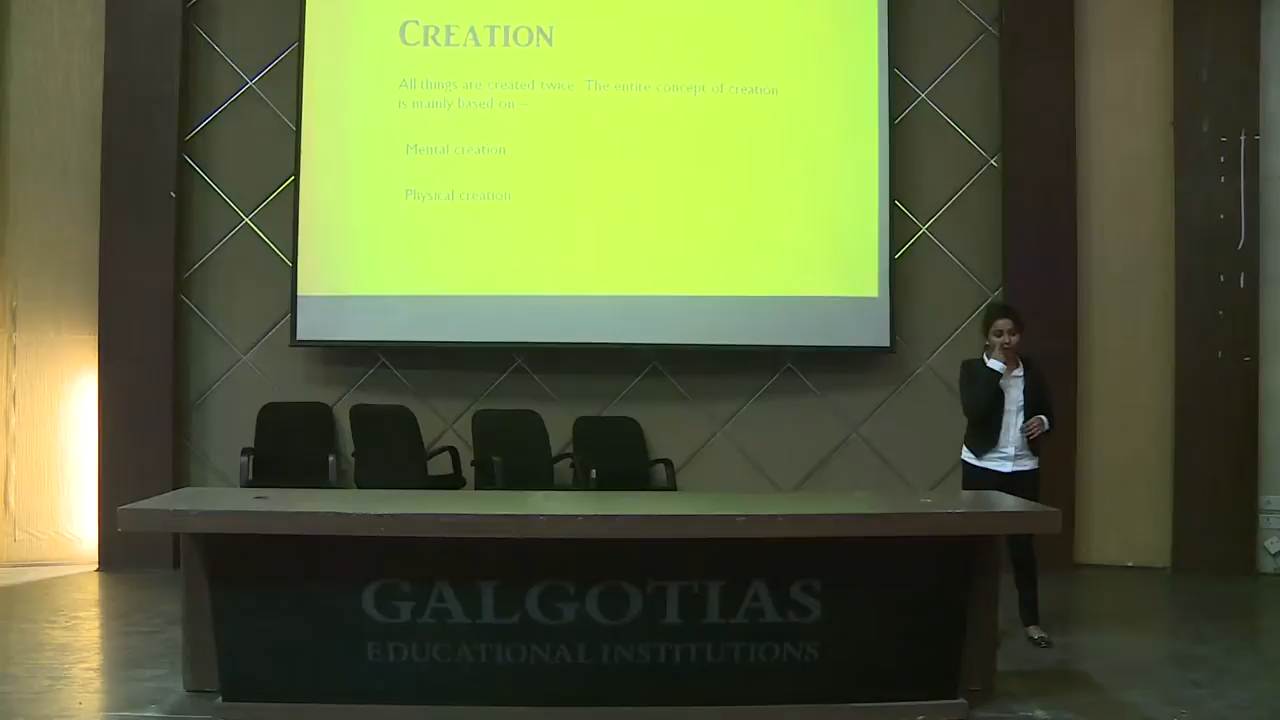 CREATION
All things are created twice. The entire concept of creation
is mainly based on –
Mental creation
Physical creation
GALGOTIAS
EDUCATIONAL INSTITUTIONS